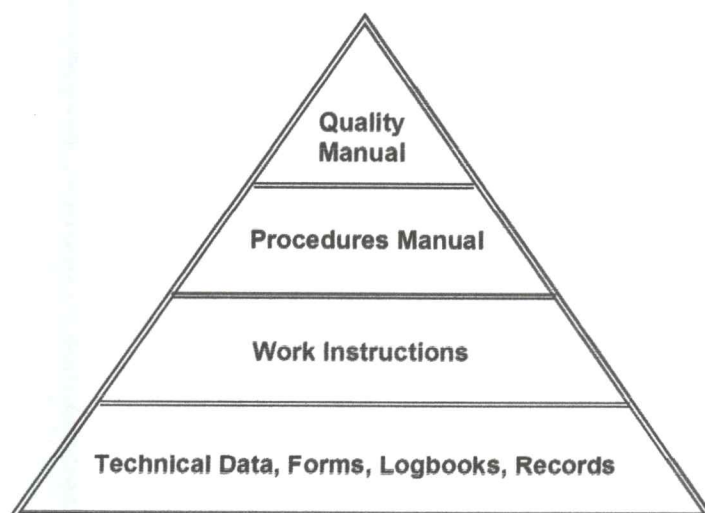 Quality
Manual
Procedures Manual
Work Instructions
Technical Data, Forms, Logbooks, Records